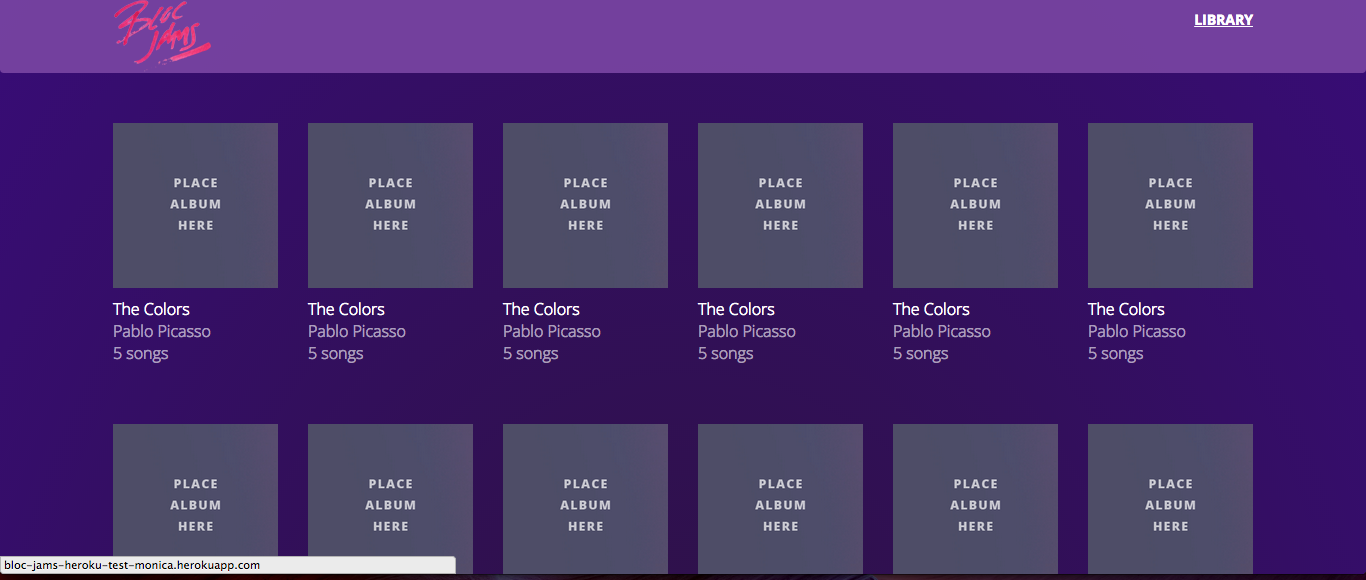 BLOC
JAMS
LIBRARY
PLACE
ALBUM
HERE
PLACE
ALBUM
HERE
PLACE
ALBUM
HERE
PLACE
ALBUM
HERE
PLACE
ALBUM
HERE
PLACE
ALBUM
HERE
The Colors
Pablo Picasso
5 songs
The Colors
Pablo Picasso
5 songs
The Colors
Pablo Picasso
5 songs
The Colors
Pablo Picasso
5 songs
The Colors
Pablo Picasso
5 songs
The Colors
Pablo Picasso
5 songs
PLACE
ALBUM
HERE
PLACE
ALBUM
HERE
PLACE
ALBUM
HERE
PLACE
ALBUM
HERE
PLACE
ALBUM
HERE
PLACE
ALBUM
HERE
bloc-jams-heroku-test-monica.herokuapp.com